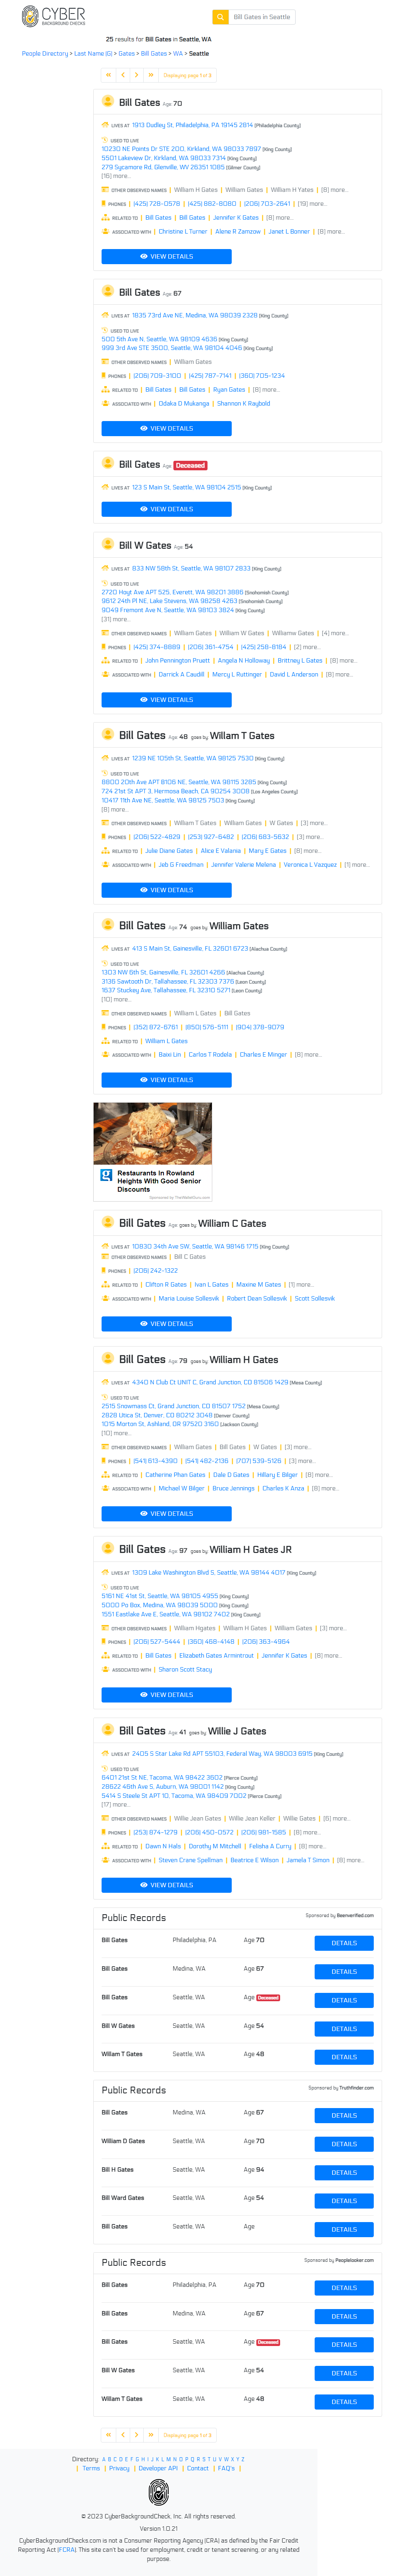 CYBER
BACKGROUND CHECKS
Bill Gates in Seattle
25 results for Bill Gates in Seattle, WA
People Directory > Last Name (G) > Gates > Bill Gates > WA > Seattle
Displaying page 1 of 3
Bill Gates Age: 70
LIVES AT 1913 Dudley St, Philadelphia, PA 19145 2814 (Philadelphia County)
USED TO LIVE
10230 NE Points Dr STE 200, Kirkland, WA 98033 7897 (King County)
5501 Lakeview Dr, Kirkland, WA 98033 7314 (King County)
279 Sycamore Rd, Glenville, WV 26351 1085 (Gilmer County)
[16] more...
OTHER OBSERVED NAMES | William H Gates | William Gates | William H Yates | [8] more...
PHONES | (425) 728-0578 | (425) 882-8080 | (206) 703-2641 | [19] more...
RELATED TO | Bill Gates | Bill Gates | Jennifer K Gates | [8] more...
ASSOCIATED WITH | Christine L Turner | Alene R Zamzow | Janet L Bonner | [8] more...
VIEW DETAILS
Bill Gates Age: 67
LIVES AT 1835 73rd Ave NE, Medina, WA 98039 2328 (King County)
USED TO LIVE
500 5th Ave N, Seattle, WA 98109 4636 (King County)
999 3rd Ave STE 3500, Seattle, WA 98104 4046 (King County)
OTHER OBSERVED NAMES | William Gates
PHONES | (206) 709-3100 | (425) 787-7141 | (360) 705-1234
RELATED TO | Bill Gates | Bill Gates | Ryan Gates | [8] more...
ASSOCIATED WITH | Odaka O Mukanga | Shannon K Raybold
VIEW DETAILS
Bill Gates Age: Deceased
LIVES AT 123 S Main St, Seattle, WA 98104 2515 (King County)
VIEW DETAILS
Bill W Gates Age: 54
LIVES AT 833 NW 58th St, Seattle, WA 98107 2833 (King County)
USED TO LIVE
2720 Hoyt Ave APT 525, Everett, WA 98201 3886 (Snohomish County)
9612 24th Pl NE, Lake Stevens, WA 98258 4263 (Snohomish County)
9049 Fremont Ave N, Seattle, WA 98103 3824 (King County)
[31] more...
OTHER OBSERVED NAMES | William Gates | William W Gates | Williamw Gates | [4] more...
PHONES | (425) 374-8889 | (206) 361-4754 | (425) 258-8184 | [2] more...
RELATED TO | John Pennington Pruett | Angela N Holloway | Brittney L Gates | [8] more...
ASSOCIATED WITH | Darrick A Caudill | Mercy L Ruttinger | David L Anderson | [8] more...
VIEW DETAILS
Bill Gates Age: 48 goes by Willam T Gates
LIVES AT 1239 NE 105th St, Seattle, WA 98125 7530 (King County)
USED TO LIVE
8600 20th Ave APT B106 NE, Seattle, WA 98115 3285 (King County)
724 21st St APT 3, Hermosa Beach, CA 90254 3008 (Los Angeles County)
10417 11th Ave NE, Seattle, WA 98125 7503 (King County)
[8] more...
OTHER OBSERVED NAMES | William T Gates | William Gates | W Gates | [3] more...
PHONES | (206) 522-4829 | (253) 927-6482 | (206) 683-5632 | [3] more...
RELATED TO | Julie Diane Gates | Alice E Valania | Mary E Gates | [8] more...
ASSOCIATED WITH | Jeb G Freedman | Jennifer Valerie Melena | Veronica L Vazquez | [1] more...
VIEW DETAILS
Bill Gates Age: 74 goes by William Gates
LIVES AT 413 S Main St, Gainesville, FL 32601 6723 (Alachua County)
USED TO LIVE
1303 NW 6th St, Gainesville, FL 32601 4266 (Alachua County)
3136 Sawtooth Dr, Tallahassee, FL 32303 7376 (Leon County)
1637 Stuckey Ave, Tallahassee, FL 32310 5271 (Leon County)
[10] more...
OTHER OBSERVED NAMES | William L Gates | Bill Gates
PHONES | (352) 872-6761 | (850) 576-5111 | (904) 378-9079
RELATED TO | William L Gates
ASSOCIATED WITH | Baxi Lin | Carlos T Rodela | Charles E Minger | [8] more...
VIEW DETAILS
Restaurants In Rowland Heights With Good Senior Discounts
Sponsored by TheWalletGuru.com
Bill Gates Age: goes by William C Gates
LIVES AT 10830 34th Ave SW, Seattle, WA 98146 1715 (King County)
OTHER OBSERVED NAMES | Bill C Gates
PHONES | (206) 242-1322
RELATED TO | Clifton R Gates | Ivan L Gates | Maxine M Gates | [1] more...
ASSOCIATED WITH | Maria Louise Sollesvik | Robert Dean Sollesvik | Scott Sollesvik
VIEW DETAILS
Bill Gates Age: 79 goes by William H Gates
LIVES AT 4340 N Club Ct UNIT C, Grand Junction, CO 81506 1429 (Mesa County)
USED TO LIVE
2515 Snowmass Ct, Grand Junction, CO 81507 1752 (Mesa County)
2828 Utica St, Denver, CO 80212 3048 (Denver County)
1015 Morton St, Ashland, OR 97520 3160 (Jackson County)
[10] more...
OTHER OBSERVED NAMES | William Gates | Bill Gates | W Gates | [3] more...
PHONES | (541) 613-4390 | (541) 482-2136 | (707) 539-5126 | [3] more...
RELATED TO | Catherine Phan Gates | Dale D Gates | Hillary E Bilger | [8] more...
ASSOCIATED WITH | Michael W Bilger | Bruce Jennings | Charles K Anza | [8] more...
VIEW DETAILS
Bill Gates Age: 97 goes by William H Gates JR
LIVES AT 1309 Lake Washington Blvd S, Seattle, WA 98144 4017 (King County)
USED TO LIVE
5161 NE 41st St, Seattle, WA 98105 4955 (King County)
5000 Po Box, Medina, WA 98039 5000 (King County)
1551 Eastlake Ave E, Seattle, WA 98102 7402 (King County)
OTHER OBSERVED NAMES | William Hgates | William H Gates | William Gates | [3] more...
PHONES | (206) 527-5444 | (360) 468-4148 | (206) 363-4964
RELATED TO | Bill Gates | Elizabeth Gates Armintrout | Jennifer K Gates | [8] more...
ASSOCIATED WITH | Sharon Scott Stacy
VIEW DETAILS
Bill Gates Age: 41 goes by Willie J Gates
LIVES AT 2405 S Star Lake Rd APT 55103, Federal Way, WA 98003 6915 (King County)
USED TO LIVE
6401 21st St NE, Tacoma, WA 98422 3602 (Pierce County)
28622 46th Ave S, Auburn, WA 98001 1142 (King County)
5414 S Steele St APT 10, Tacoma, WA 98409 7002 (Pierce County)
[17] more...
OTHER OBSERVED NAMES | Willie Jean Gates | Willie Jean Keller | Willie Gates | [6] more...
PHONES | (253) 874-1279 | (205) 450-0572 | (205) 981-1585 | [8] more...
RELATED TO | Dawn N Hals | Dorothy M Mitchell | Felisha A Curry | [8] more...
ASSOCIATED WITH | Steven Crane Spellman | Beatrice E Wilson | Jamela T Simon | [8] more...
VIEW DETAILS
Public Records Sponsored by Beenverified.com
Bill Gates Philadelphia, PA Age 70 DETAILS
Bill Gates Medina, WA Age 67 DETAILS
Bill Gates Seattle, WA Age Deceased DETAILS
Bill W Gates Seattle, WA Age 54 DETAILS
Willam T Gates Seattle, WA Age 48 DETAILS
Public Records Sponsored by Truthfinder.com
Bill Gates Medina, WA Age 67 DETAILS
William D Gates Seattle, WA Age 70 DETAILS
Bill H Gates Seattle, WA Age 94 DETAILS
Bill Ward Gates Seattle, WA Age 54 DETAILS
Bill Gates Seattle, WA Age DETAILS
Public Records Sponsored by Peoplelooker.com
Bill Gates Philadelphia, PA Age 70 DETAILS
Bill Gates Medina, WA Age 67 DETAILS
Bill Gates Seattle, WA Age Deceased DETAILS
Bill W Gates Seattle, WA Age 54 DETAILS
Willam T Gates Seattle, WA Age 48 DETAILS
Displaying page 1 of 3
Directory: A B C D E F G H I J K L M N O P Q R S T U V W X Y Z
| Terms | Privacy | Developer API | Contact | FAQ's |
© 2023 CyberBackgroundCheck, Inc. All rights reserved.
Version 1.0.21
CyberBackgroundChecks.com is not a Consumer Reporting Agency (CRA) as defined by the Fair Credit
Reporting Act (FCRA). This site can't be used for employment, credit or tenant screening, or any related
purpose.